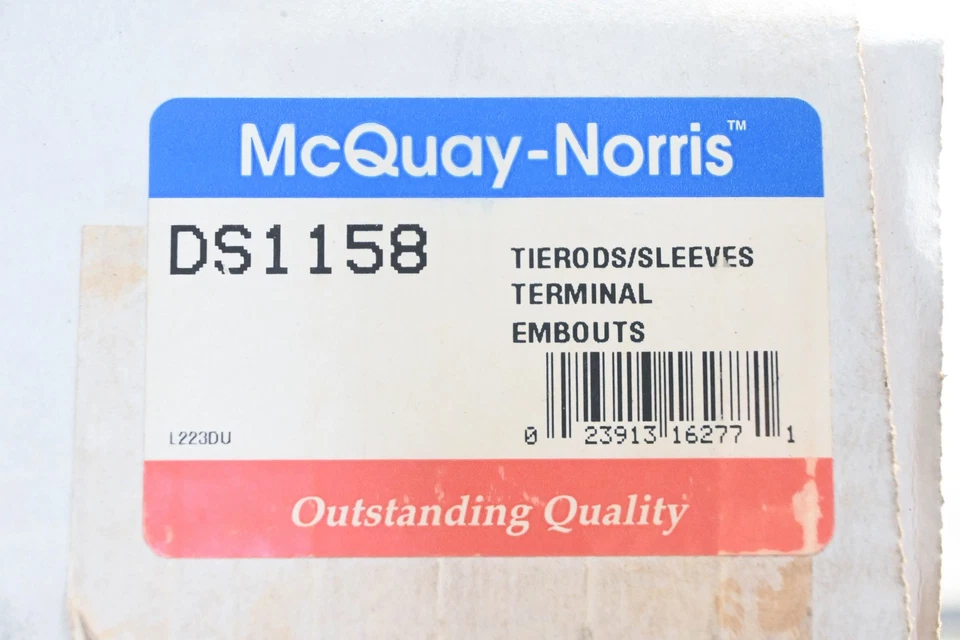 McQuay-Norris™
DS1158
TIERODS/SLEEVES
TERMINAL
EMBOUTS
L223DU
0 23913 16277 1
Outstanding Quality